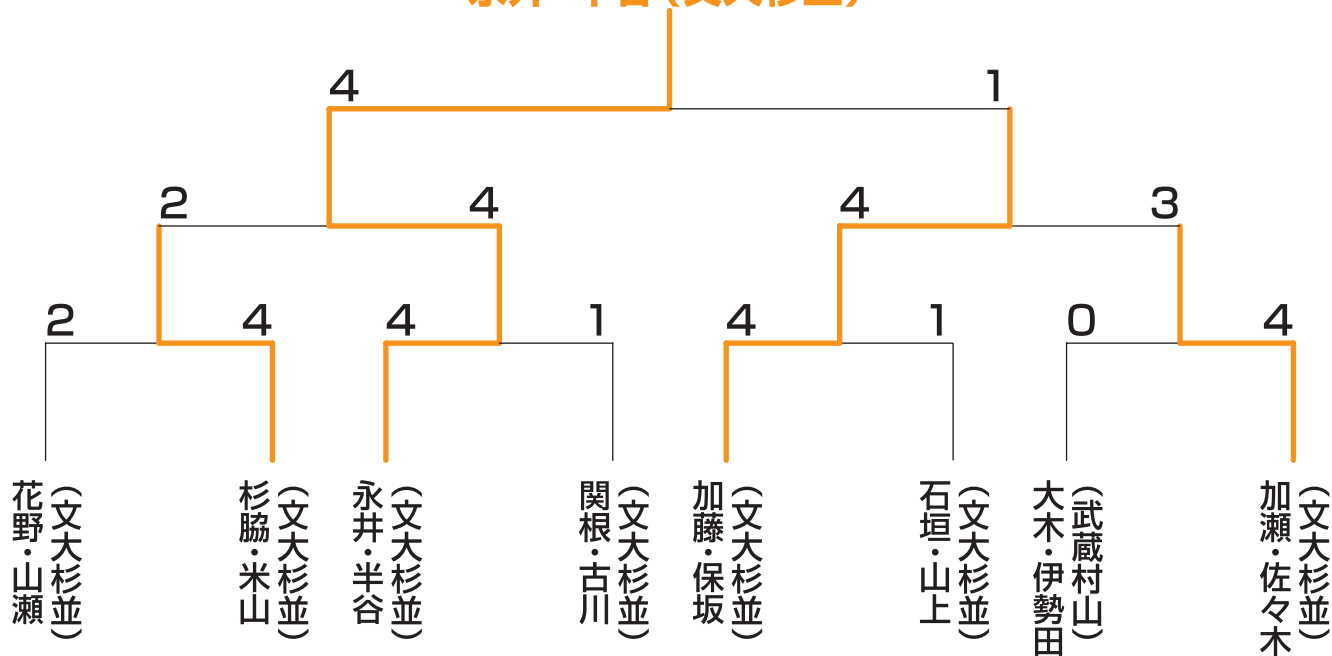 4 1
2 4 4 3
2 4 4 1 4 1 0 4
花野・山瀬
(文大杉並)
杉脇・米山
(文大杉並)
永井・半谷
(文大杉並)
関根・古川
(文大杉並)
加藤・保坂
(文大杉並)
石垣・山上
(文大杉並)
大木・伊勢田
(武蔵村山)
加瀬・佐々木
(文大杉並)